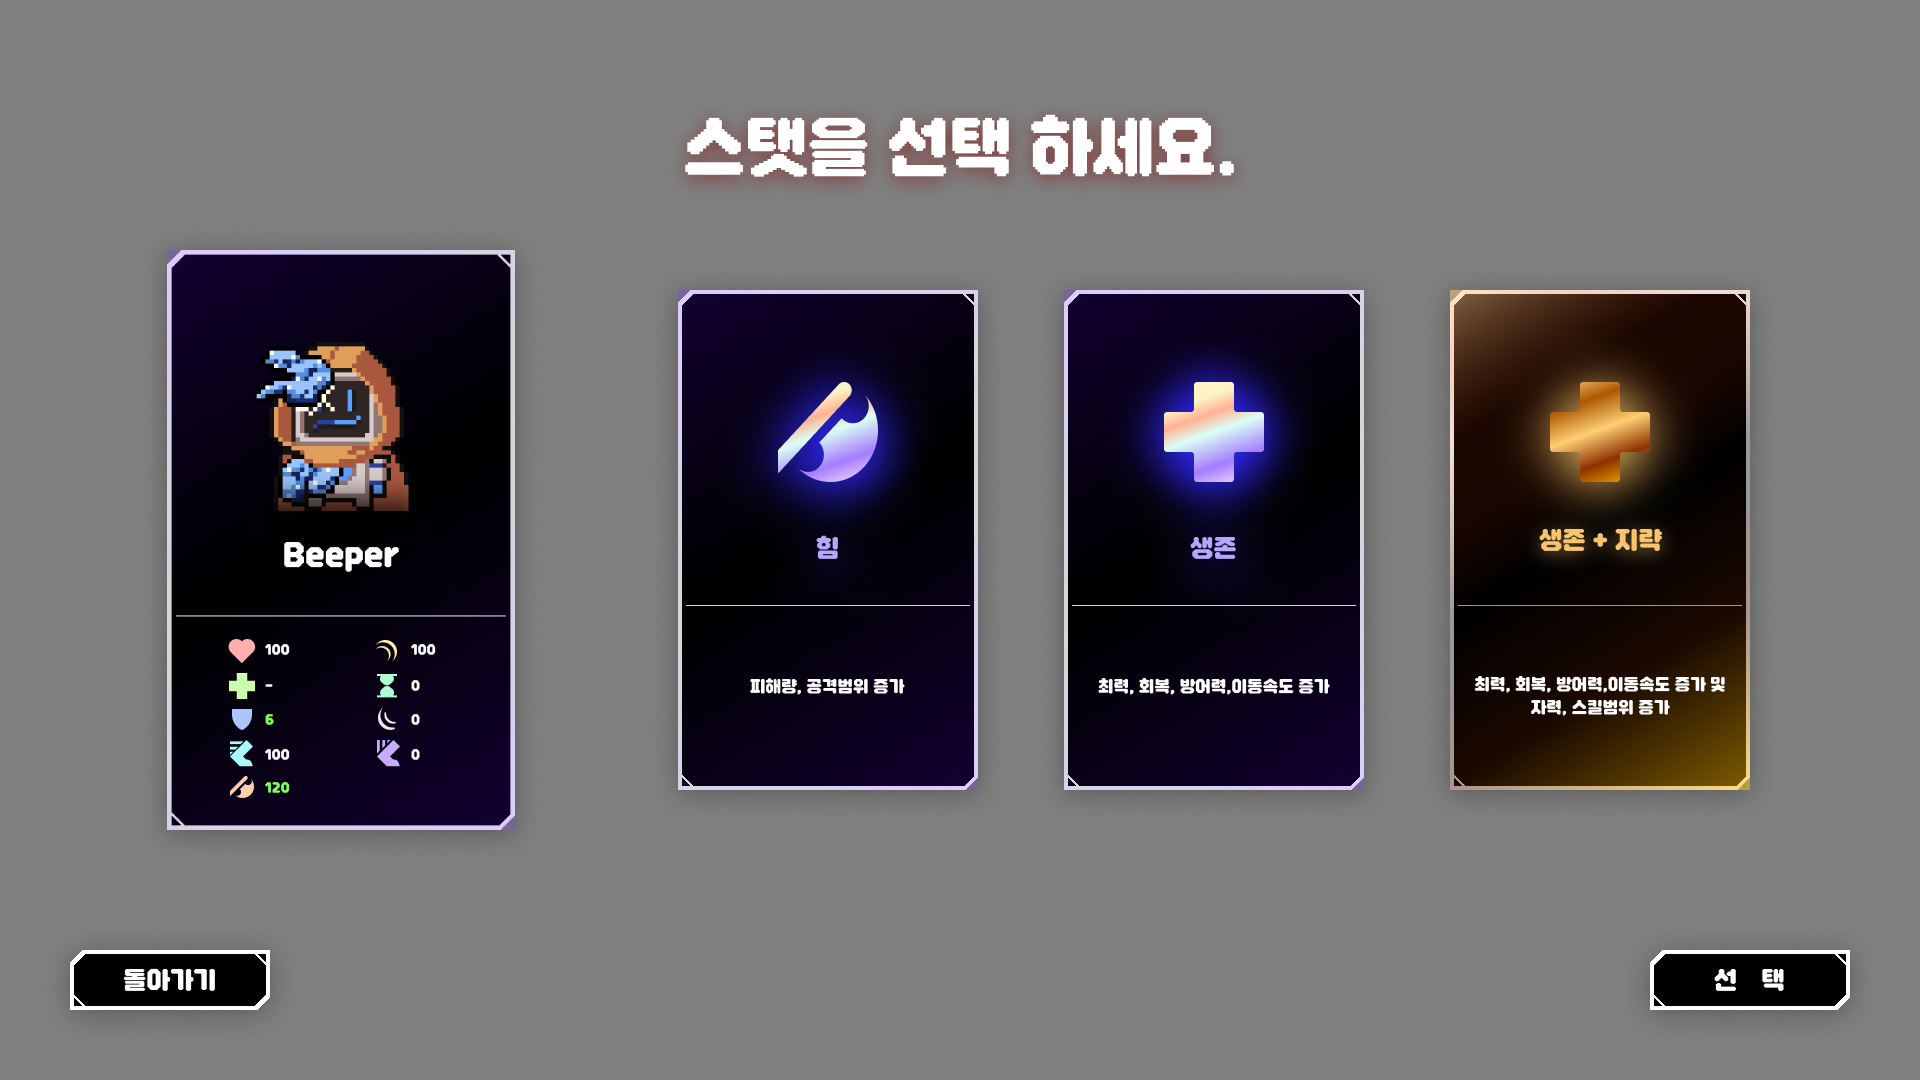 스탯을 선택 하세요.
Beeper
100 100
- 0
6 0
100 0
120
힘
피해량, 공격범위 증가
생존
최력, 회복, 방어력,이동속도 증가
생존 + 지략
최력, 회복, 방어력,이동속도 증가 및
자력, 스킬범위 증가
돌아가기
선 택